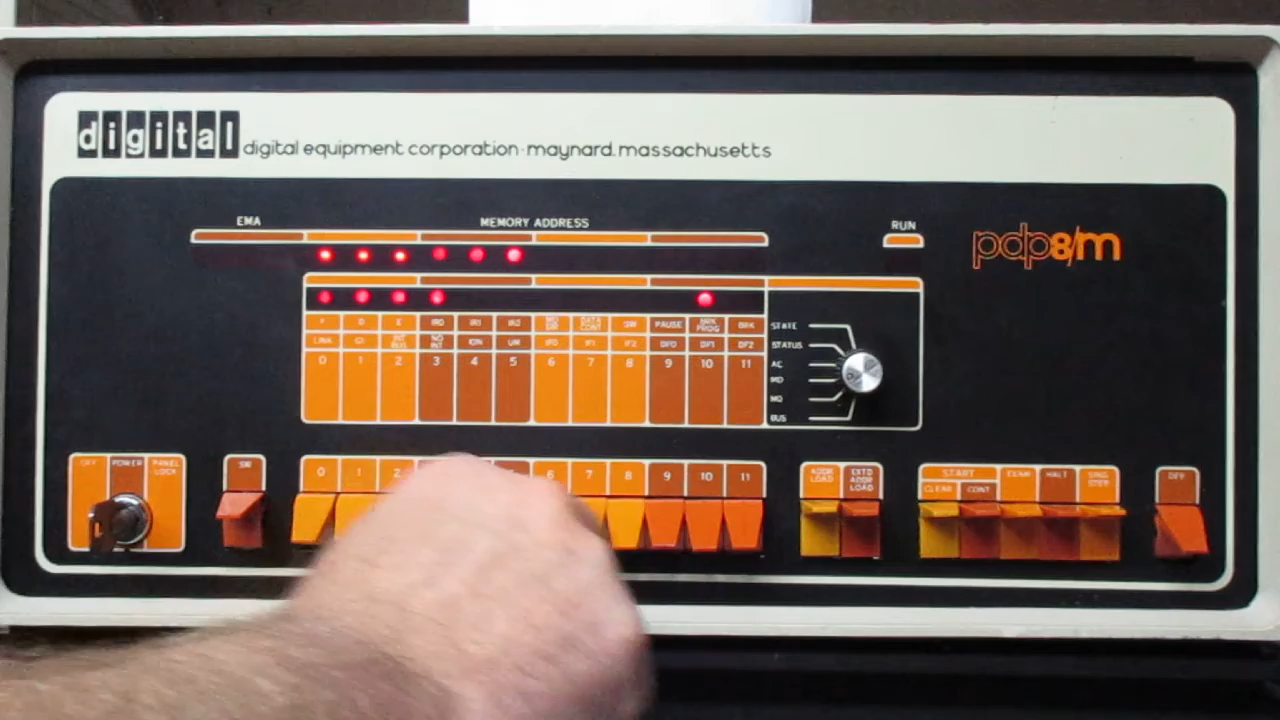 digital digital equipment corporation · maynard. massachusetts
EMA MEMORY ADDRESS RUN
pdp8/m
F D E IR0 IR1 IR2 MD DIR DATA CONT SW PAUSE BRK PROG BRK
LINK GT INT BUS NO INT ION UM IF0 IF1 IF2 DF0 DF1 DF2
0 1 2 3 4 5 6 7 8 9 10 11
STATE
STATUS
AC
MD
MQ
BUS
OFF POWER PANEL LOCK
SW
0 1 2 6 7 8 9 10 11
ADDR LOAD EXTD ADDR LOAD
START EXAM HALT SING STEP
CLEAR CONT
DEP